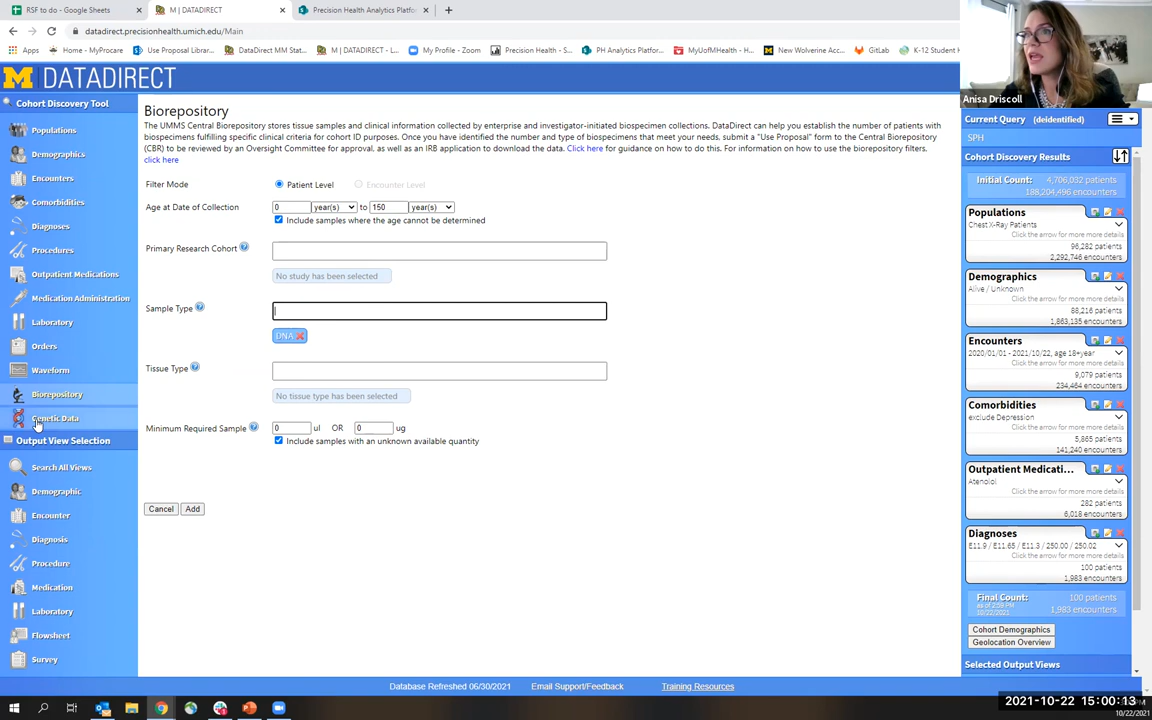 RSF to do - Google Sheets
M | DATADIRECT
Precision Health Analytics Platfo
datadirect.precisionhealth.umich.edu/Main
Apps
Home - MyProcare
Use Proposal Library...
DataDirect MM Stat...
M | DATADIRECT - L...
My Profile - Zoom
Precision Health - S...
PH Analytics Platfor...
MyUofMHealth - H...
New Wolverine Acc...
GitLab
K-12 Student
M DATADIRECT
Anisa Driscoll
Cohort Discovery Tool
Populations
Demographics
Encounters
Comorbidities
Diagnoses
Procedures
Outpatient Medications
Medication Administration
Laboratory
Orders
Waveform
Biorepository
Genetic Data
Output View Selection
Search All Views
Demographic
Encounter
Diagnosis
Procedure
Medication
Laboratory
Flowsheet
Survey
Biorepository
The UMMS Central Biorepository stores tissue samples and clinical information collected by enterprise and investigator-initiated biospecimen collections. DataDirect can help you establish the number of patients with
biospecimens fulfilling specific clinical criteria for cohort ID purposes. Once you have identified the number and type of biospecimens that meet your needs, submit a "Use Proposal" form to the Central Biorepository
(CBR) to be reviewed by an Oversight Committee for approval, as well as an IRB application to download the data. Click here for guidance on how to do this. For information on how to use the biorepository filters,
click here
Filter Mode Patient Level Encounter Level
Age at Date of Collection 0 year(s) to 150 year(s)
Include samples where the age cannot be determined
Primary Research Cohort
No study has been selected
Sample Type
DNA
Tissue Type
No tissue type has been selected
Minimum Required Sample 0 ul OR 0 ug
Include samples with an unknown available quantity
Cancel Add
Current Query (deidentified)
SPH
Cohort Discovery Results
Initial Count: 4,706,032 patients
188,204,496 encounters
Populations
Chest X-Ray Patients
Click the arrow for more more details
96,282 patients
2,292,746 encounters
Demographics
Alive / Unknown
Click the arrow for more more details
88,216 patients
1,863,135 encounters
Encounters
2020/01/01 - 2021/10/22, age 18+year
Click the arrow for more more details
9,079 patients
234,464 encounters
Comorbidities
exclude Depression
Click the arrow for more more details
5,865 patients
141,240 encounters
Outpatient Medicati...
Atenolol
Click the arrow for more more details
282 patients
6,018 encounters
Diagnoses
E11.9 / E11.65 / E11.3 / 250.00 / 250.02
Click the arrow for more more details
100 patients
1,983 encounters
Final Count: 100 patients
as of 2:59 PM
10/22/2021
1,983 encounters
Cohort Demographics
Geolocation Overview
Selected Output Views
Database Refreshed 06/30/2021
Email Support/Feedback
Training Resources
2021-10-22 15:00:13
10/22/2021